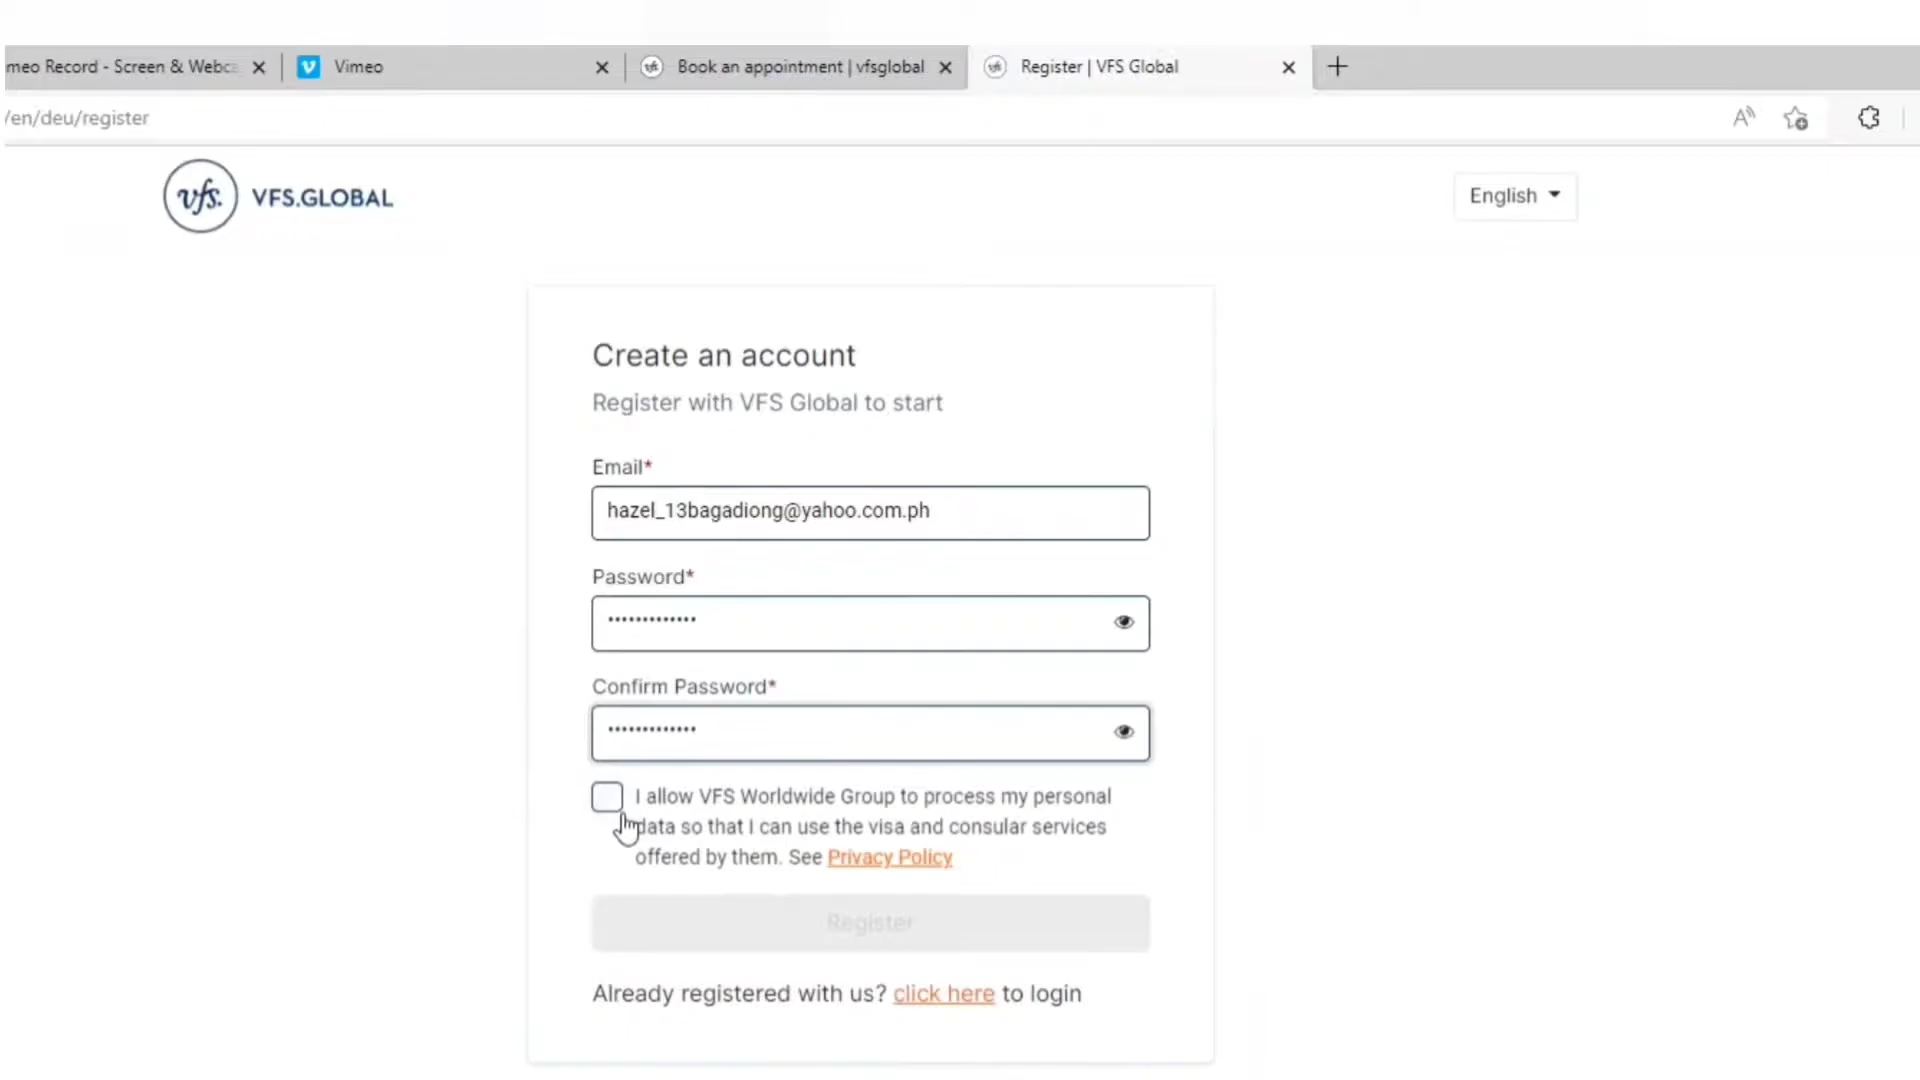 meo Record - Screen & Webca
Vimeo
Book an appointment | vfsglobal
Register | VFS Global
/en/deu/register
vfs.
VFS.GLOBAL
English
Create an account
Register with VFS Global to start
Email*
hazel_13bagadiong@yahoo.com.ph
Password*
•••••••••••••
Confirm Password*
•••••••••••••
I allow VFS Worldwide Group to process my personal
data so that I can use the visa and consular services
offered by them. See Privacy Policy
Register
Already registered with us? click here to login